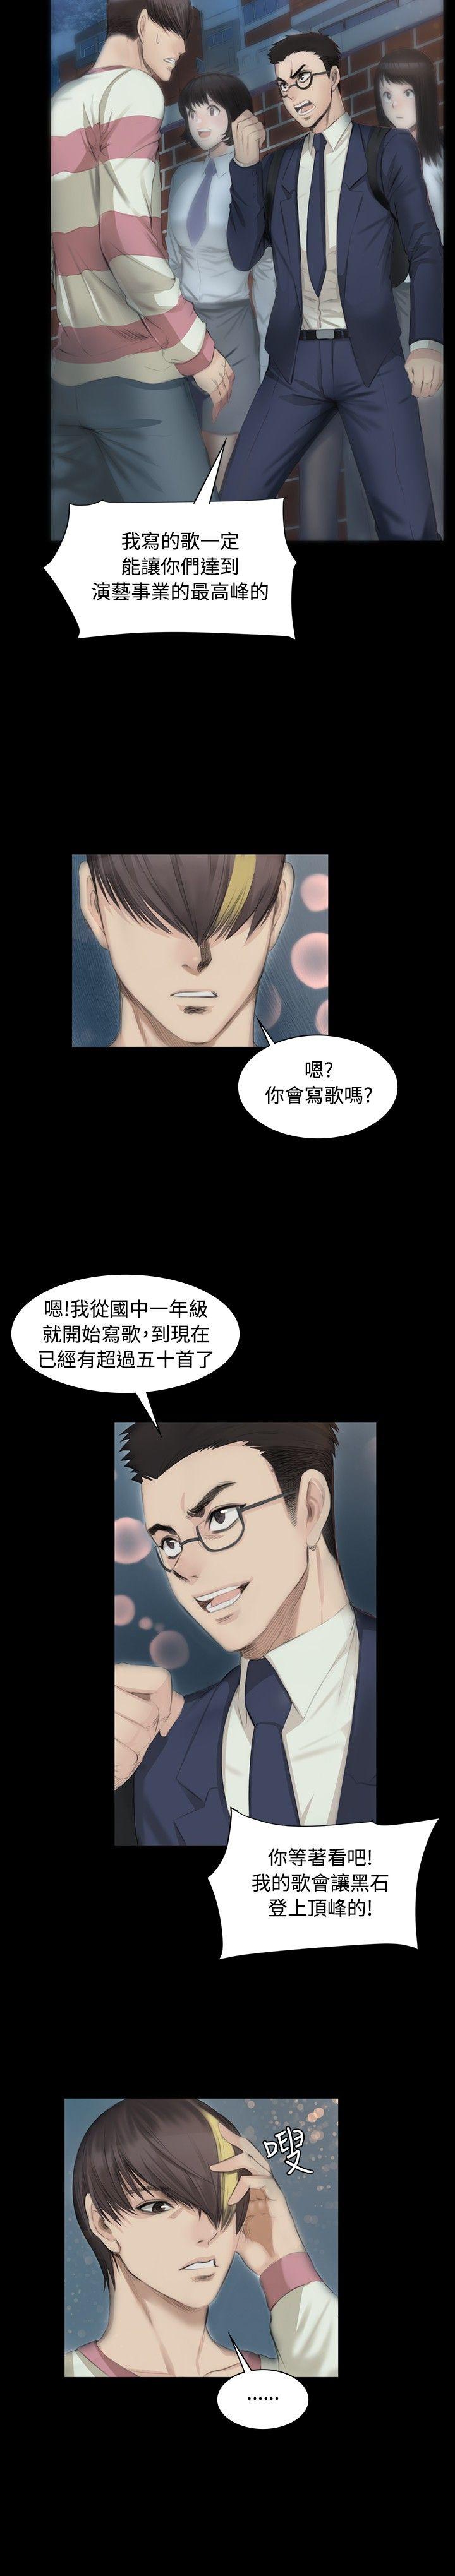 我寫的歌一定
能讓你們達到
演藝事業的最高峰的
嗯?
你會寫歌嗎?
嗯!我從國中一年級
就開始寫歌,到現在
已經有超過五十首了
你等著看吧!
我的歌會讓黑石
登上頂峰的!
嗖
……